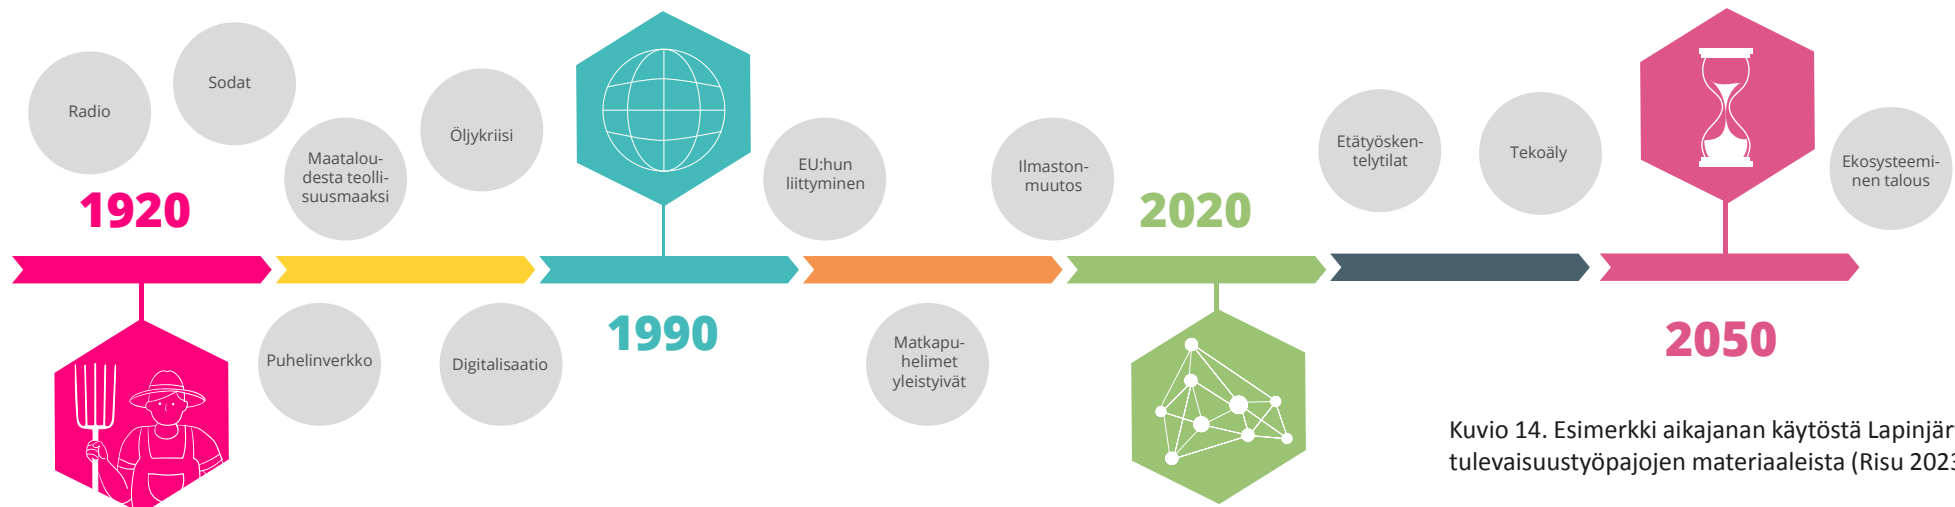 Radio
Sodat
1920
Maatalou-
desta teolli-
suusmaaksi
Öljykriisi
Puhelinverkko
Digitalisaatio
1990
EU:hun
liittyminen
Matkapu-
helimet
yleistyivät
Ilmaston-
muutos
2020
Etätyösken-
telytilat
Tekoäly
2050
Ekosysteemi-
nen talous
Kuvio 14. Esimerkki aikajanan käytöstä Lapinjär
tulevaisuustyöpajojen materiaaleista (Risu 2023